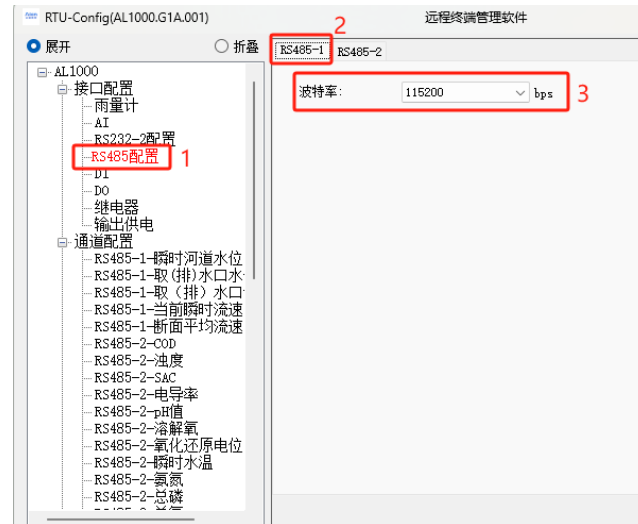 RTU-Config(AL1000.G1A.001)
远程终端管理软件
2
展开
折叠
RS485-1
RS485-2
AL1000
接口配置
雨量计
AI
RS232-2配置
RS485配置
1
DI
DO
继电器
输出供电
通道配置
RS485-1-瞬时河道水位
RS485-1-取(排)水口水
RS485-1-取（排）水口
RS485-1-当前瞬时流速
RS485-1-断面平均流速
RS485-2-COD
RS485-2-浊度
RS485-2-SAC
RS485-2-电导率
RS485-2-pH值
RS485-2-溶解氧
RS485-2-氧化还原电位
RS485-2-瞬时水温
RS485-2-氨氮
RS485-2-总磷
波特率:
115200
bps
3